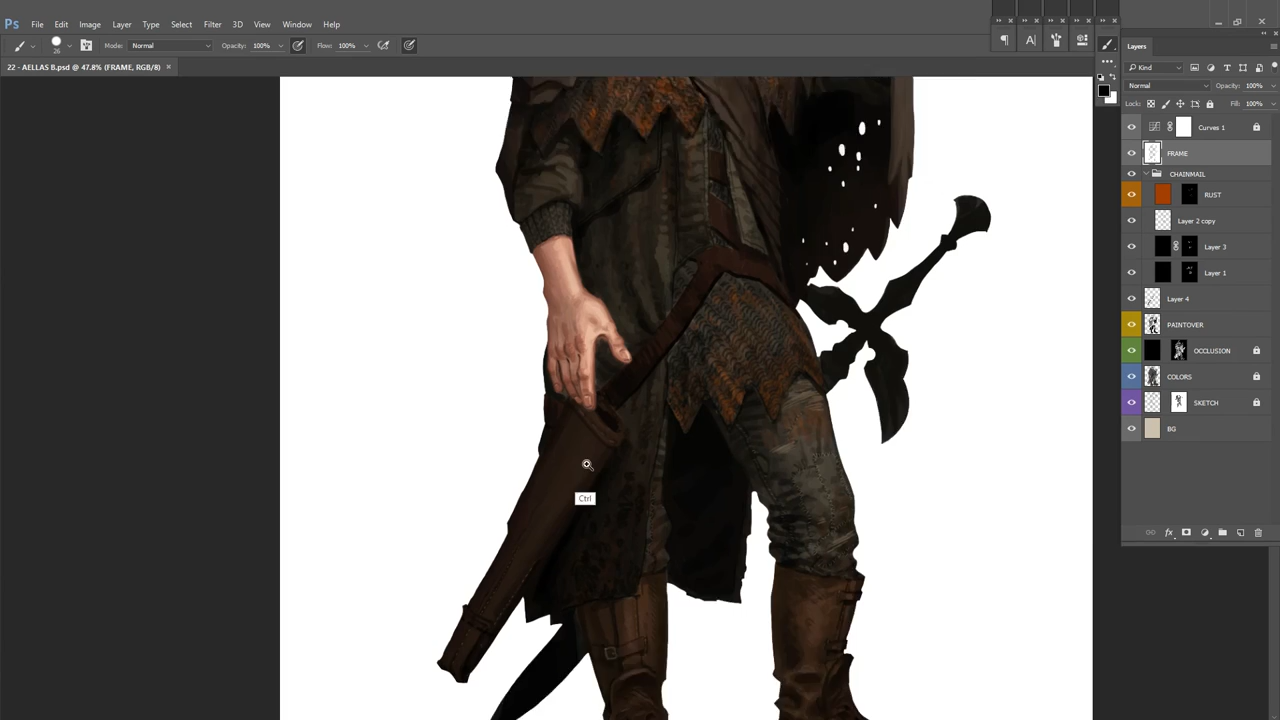 Ps File Edit Image Layer Type Select Filter 3D View Window Help
26 Mode: Normal Opacity: 100% Flow: 100%
22 - AELLAS B.psd @ 47.8% (FRAME, RGB/8) ×
Layers
Kind
Normal Opacity: 100%
Lock: Fill: 100%
Curves 1
FRAME
CHAINMAIL
RUST
Layer 2 copy
Layer 3
Layer 1
Layer 4
PAINTOVER
OCCLUSION
COLORS
SKETCH
BG
fx
Ctrl